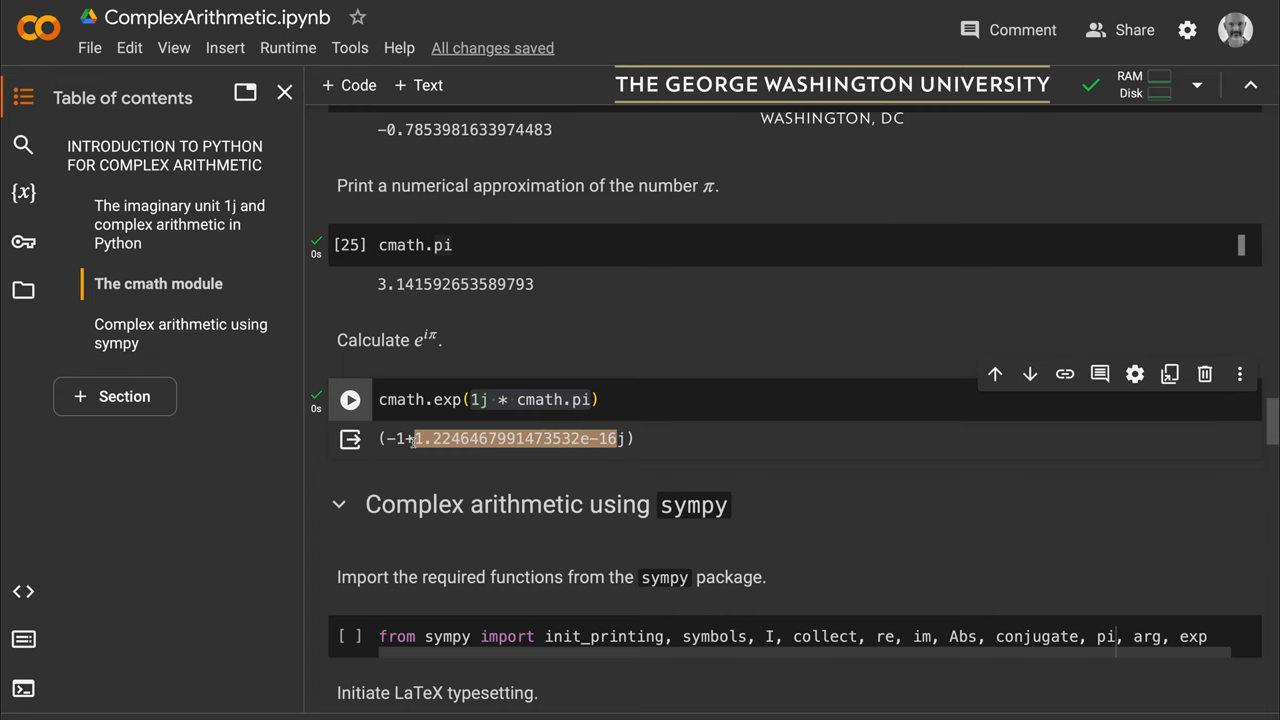 ComplexArithmetic.ipynb
File Edit View Insert Runtime Tools Help All changes saved
Comment
Share
Table of contents
INTRODUCTION TO PYTHON
FOR COMPLEX ARITHMETIC
The imaginary unit 1j and
complex arithmetic in
Python
The cmath module
Complex arithmetic using
sympy
+ Section
+ Code + Text
THE GEORGE WASHINGTON UNIVERSITY
WASHINGTON, DC
RAM
Disk
-0.7853981633974483
Print a numerical approximation of the number π.
0s
[25] cmath.pi
3.141592653589793
Calculate e^{iπ}.
0s
cmath.exp(1j * cmath.pi)
(-1+1.2246467991473532e-16j)
Complex arithmetic using sympy
Import the required functions from the sympy package.
[ ] from sympy import init_printing, symbols, I, collect, re, im, Abs, conjugate, pi, arg, exp
Initiate LaTeX typesetting.